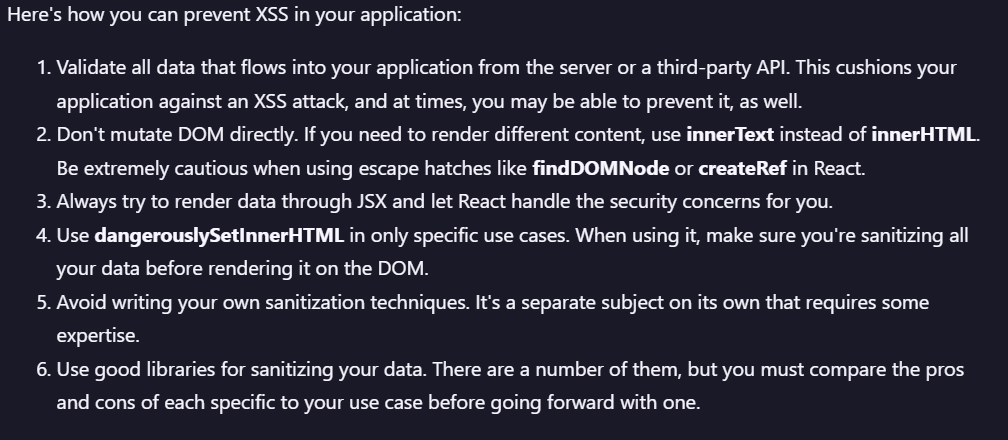 Here's how you can prevent XSS in your application:
1. Validate all data that flows into your application from the server or a third-party API. This cushions your
application against an XSS attack, and at times, you may be able to prevent it, as well.
2. Don't mutate DOM directly. If you need to render different content, use innerText instead of innerHTML.
Be extremely cautious when using escape hatches like findDOMNode or createRef in React.
3. Always try to render data through JSX and let React handle the security concerns for you.
4. Use dangerouslySetInnerHTML in only specific use cases. When using it, make sure you're sanitizing all
your data before rendering it on the DOM.
5. Avoid writing your own sanitization techniques. It's a separate subject on its own that requires some
expertise.
6. Use good libraries for sanitizing your data. There are a number of them, but you must compare the pros
and cons of each specific to your use case before going forward with one.